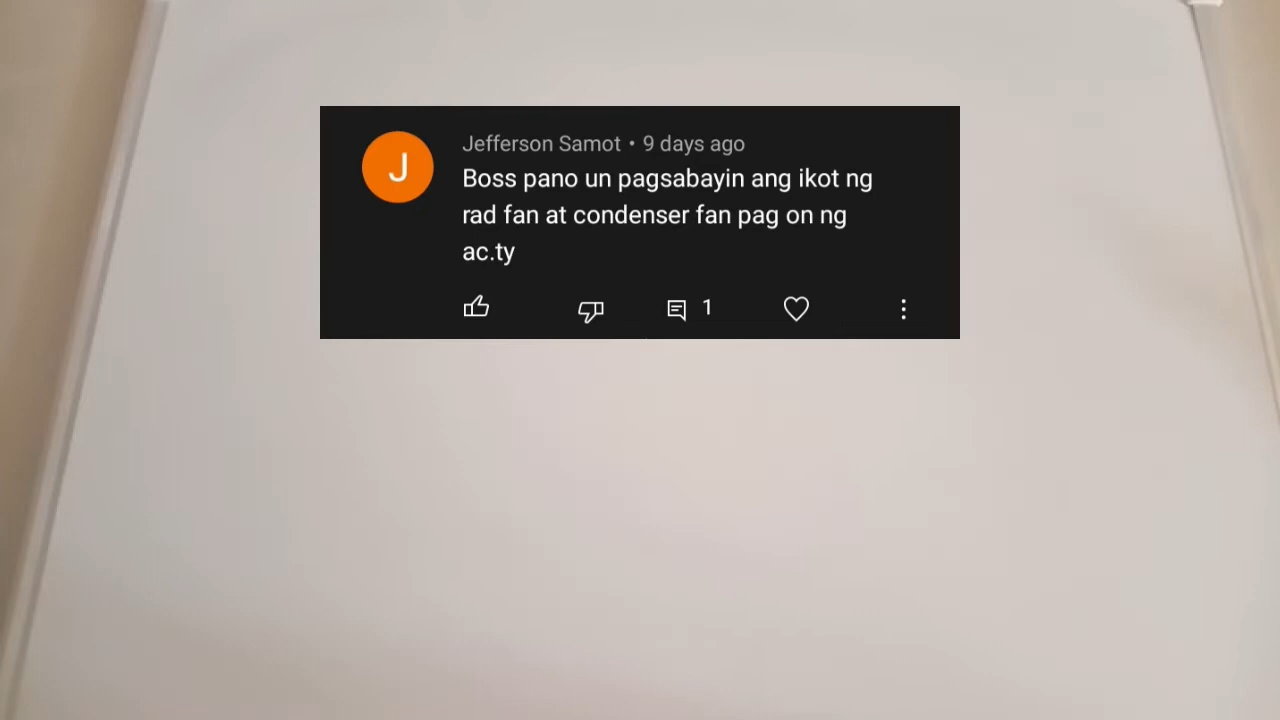 J
Jefferson Samot • 9 days ago
Boss pano un pagsabayin ang ikot ng
rad fan at condenser fan pag on ng
ac.ty
1